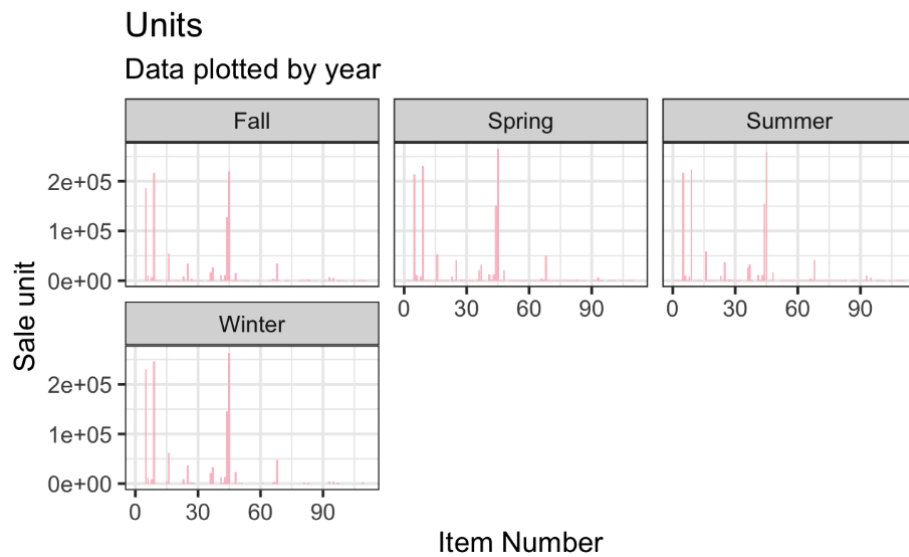 Units
Data plotted by year
Fall
Spring
Summer
2e+05
1e+05
0e+00
0 30 60 90
0 30 60 90
Winter
2e+05
1e+05
0e+00
0 30 60 90
Sale unit
Item Number